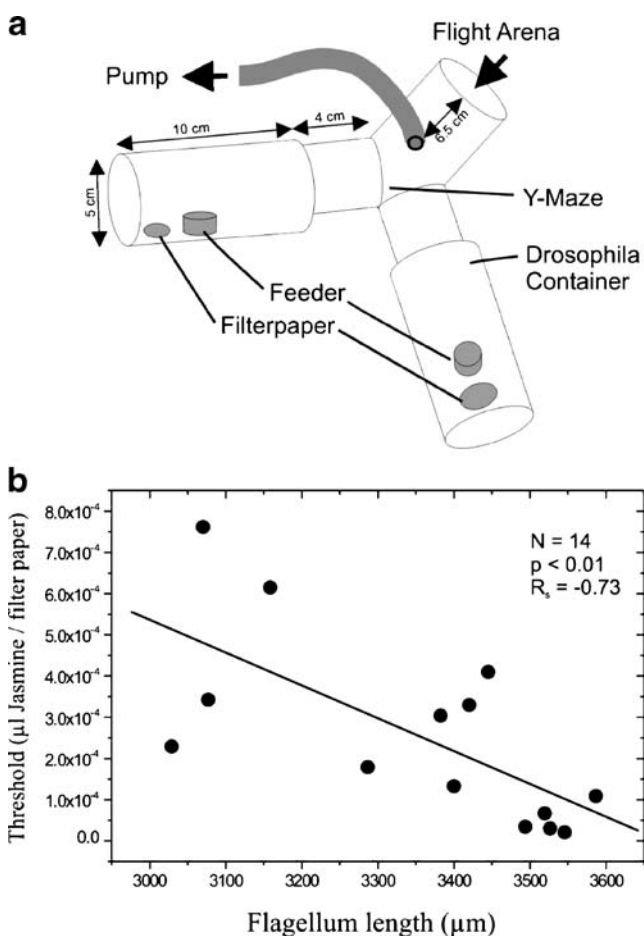 a
Flight Arena
Pump
10 cm
4 cm
6.5 cm
5 cm
Y-Maze
Drosophila
Container
Feeder
Filterpaper
b
Threshold (µl Jasmine / filter paper)
8.0x10⁻⁴
7.0x10⁻⁴
6.0x10⁻⁴
5.0x10⁻⁴
4.0x10⁻⁴
3.0x10⁻⁴
2.0x10⁻⁴
1.0x10⁻⁴
0.0
N = 14
p < 0.01
Rₛ = -0.73
3000 3100 3200 3300 3400 3500 3600
Flagellum length (µm)